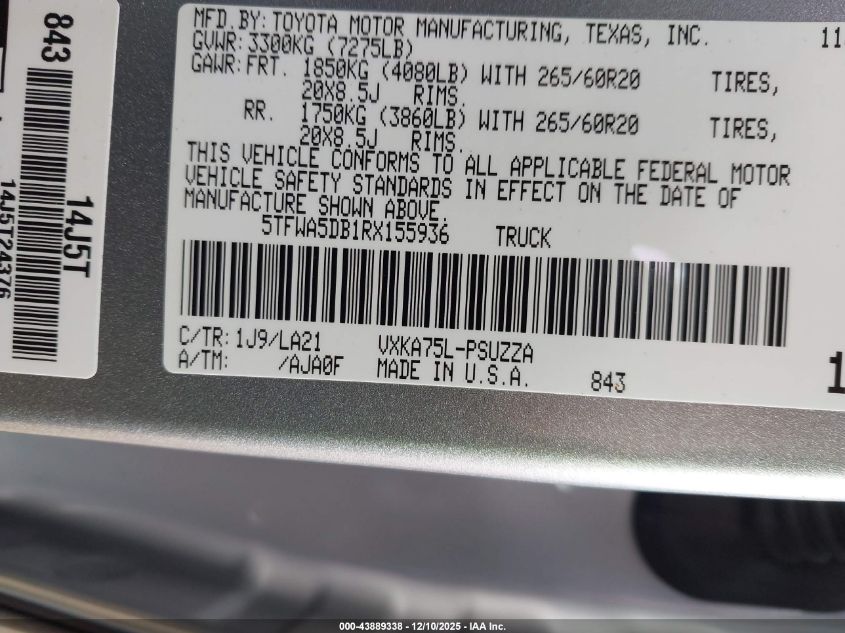 843
14J5T
14J5T24376
MFD.BY:TOYOTA MOTOR MANUFACTURING, TEXAS, INC.
GVWR:3300KG (7275LB)
GAWR:FRT. 1850KG (4080LB) WITH 265/60R20 TIRES,
20X8.5J RIMS.
RR. 1750KG (3860LB) WITH 265/60R20 TIRES,
20X8.5J RIMS.
THIS VEHICLE CONFORMS TO ALL APPLICABLE FEDERAL MOTOR
VEHICLE SAFETY STANDARDS IN EFFECT ON THE DATE OF
MANUFACTURE SHOWN ABOVE.
5TFWA5DB1RX155936 TRUCK
C/TR:1J9/LA21 VXKA75L-PSUZZA
A/TM: /AJA0F MADE IN U.S.A. 843
000-43889338 - 12/10/2025 - IAA Inc.